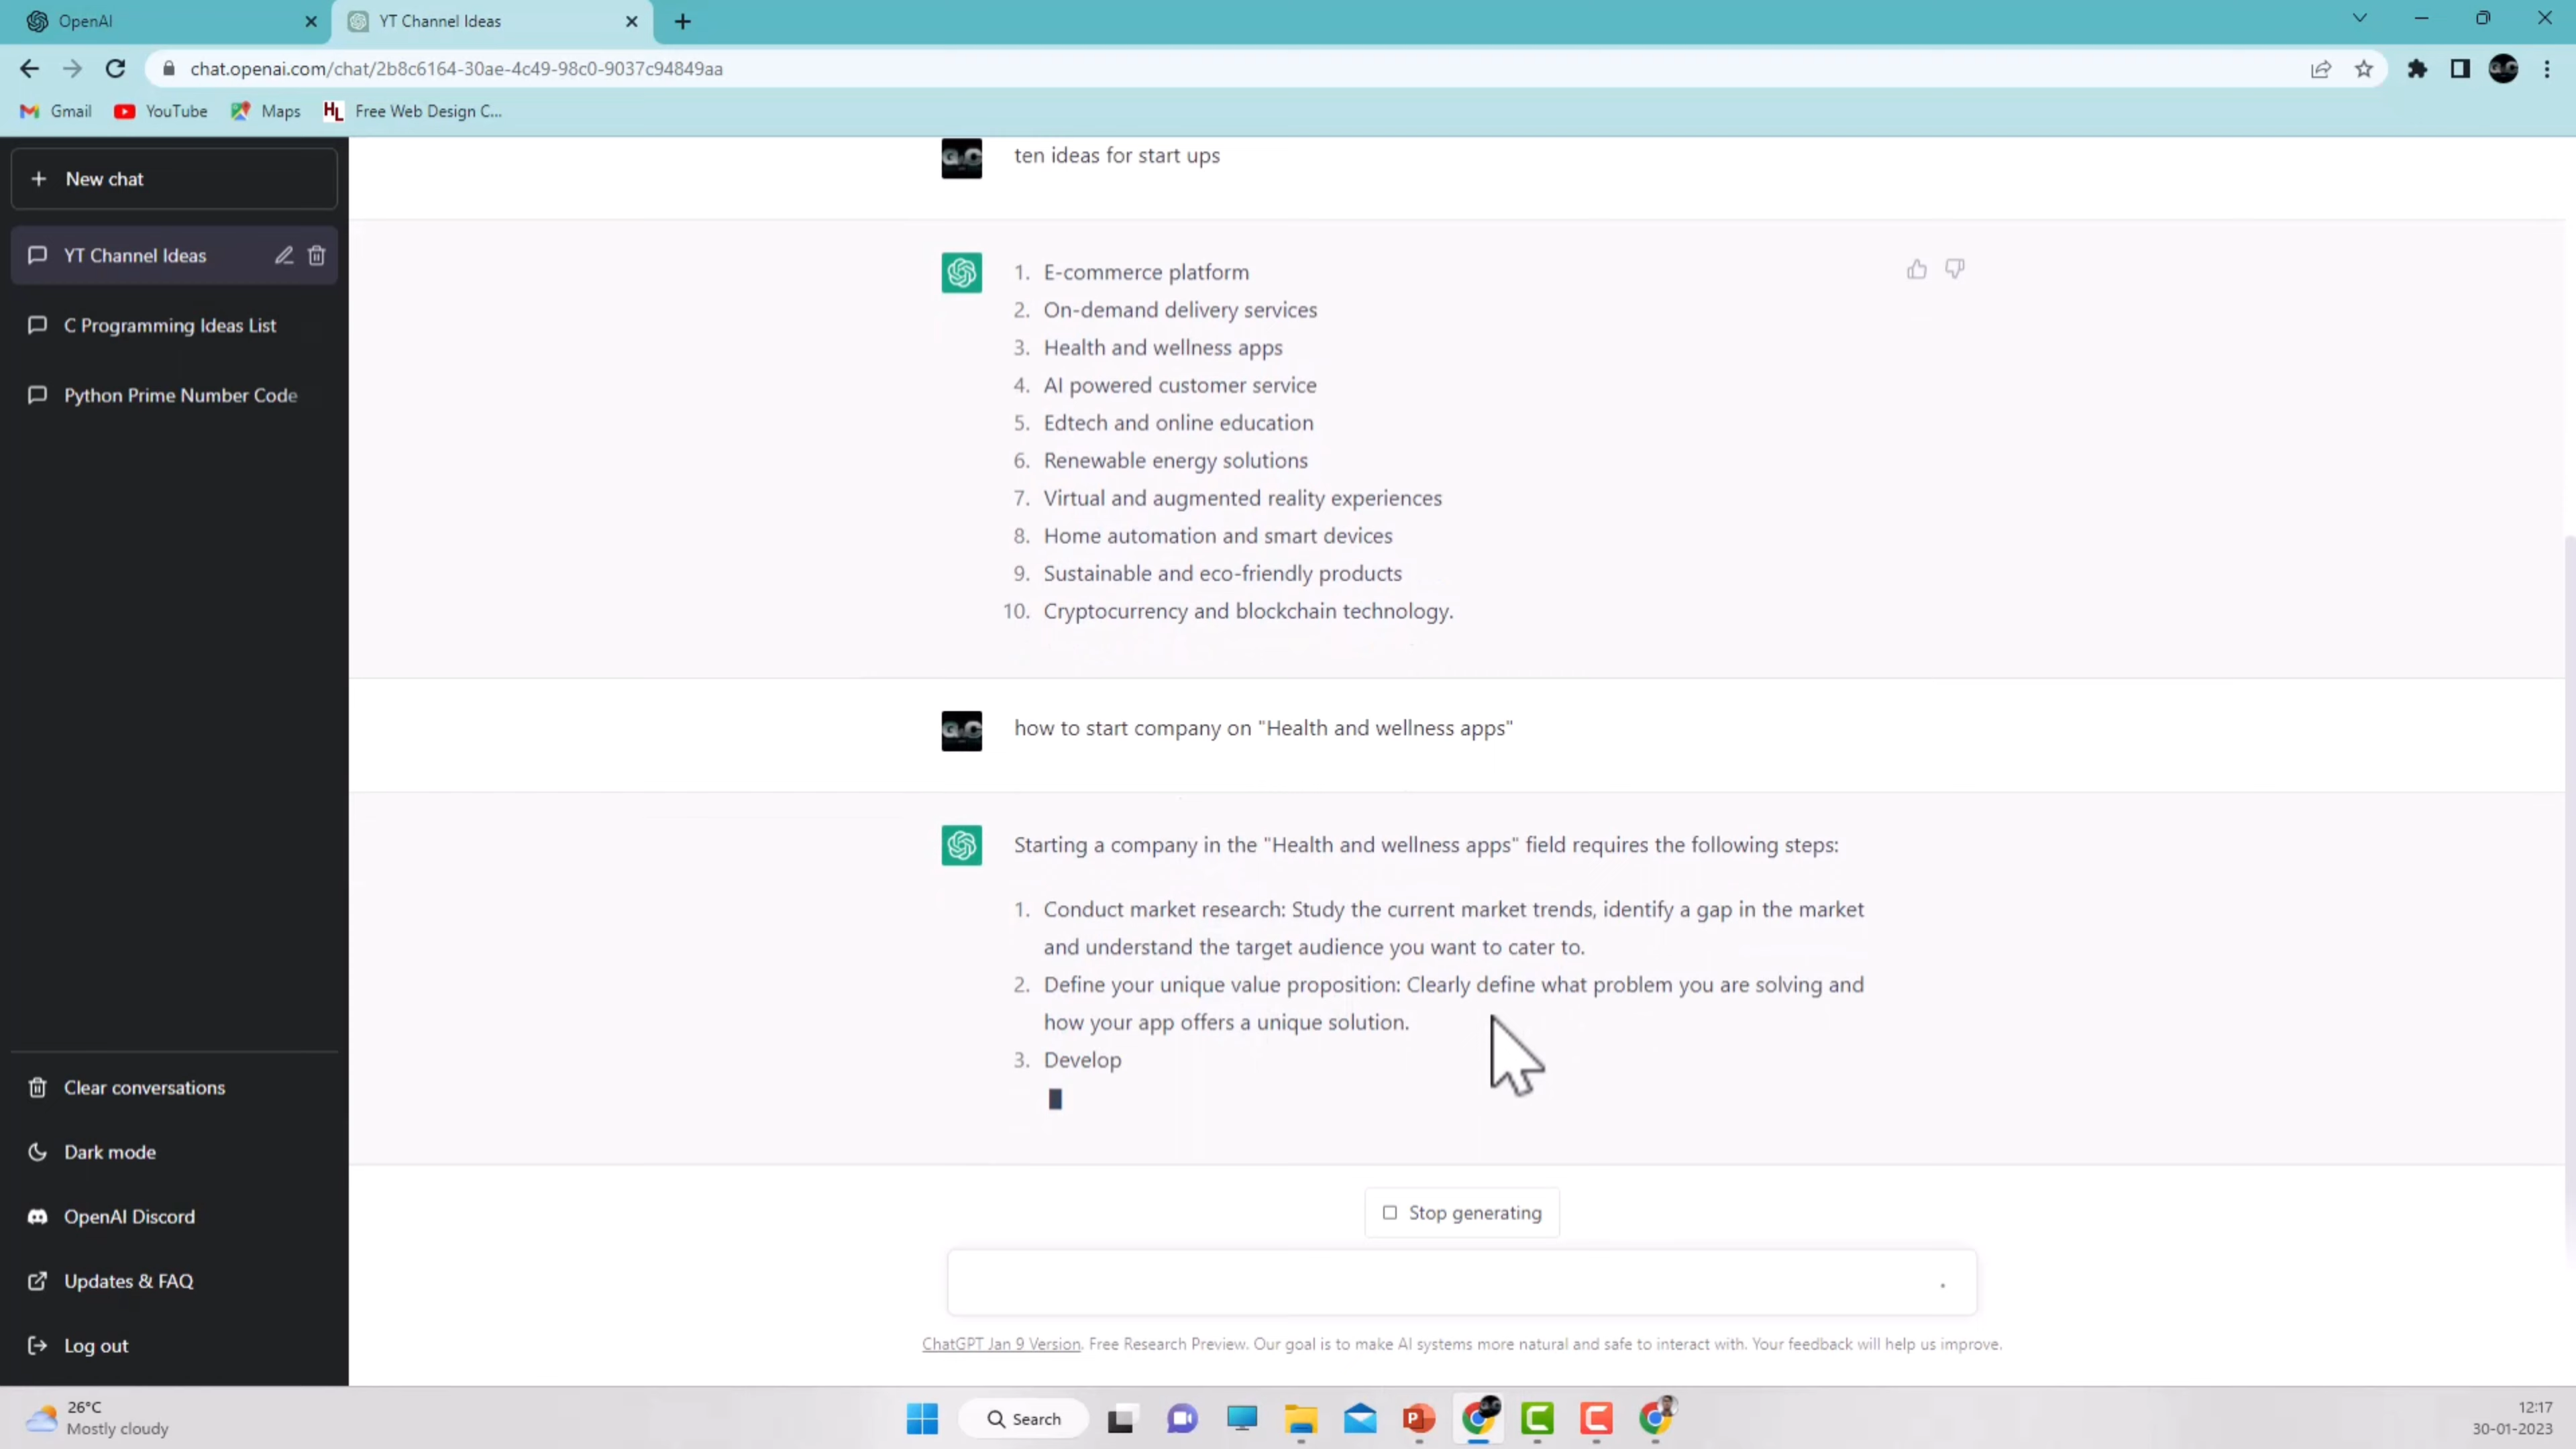 OpenAI
YT Channel Ideas
chat.openai.com/chat/2b8c6164-30ae-4c49-98c0-9037c94849aa
Gmail
YouTube
Maps
HL
Free Web Design C...
New chat
YT Channel Ideas
C Programming Ideas List
Python Prime Number Code
Clear conversations
Dark mode
OpenAI Discord
Updates & FAQ
Log out
G C
ten ideas for start ups
1. E-commerce platform
2. On-demand delivery services
3. Health and wellness apps
4. AI powered customer service
5. Edtech and online education
6. Renewable energy solutions
7. Virtual and augmented reality experiences
8. Home automation and smart devices
9. Sustainable and eco-friendly products
10. Cryptocurrency and blockchain technology.
G C
how to start company on "Health and wellness apps"
Starting a company in the "Health and wellness apps" field requires the following steps:
1. Conduct market research: Study the current market trends, identify a gap in the market
and understand the target audience you want to cater to.
2. Define your unique value proposition: Clearly define what problem you are solving and
how your app offers a unique solution.
3. Develop
Stop generating
ChatGPT Jan 9 Version. Free Research Preview. Our goal is to make AI systems more natural and safe to interact with. Your feedback will help us improve.
26°C
Mostly cloudy
Search
12:17
30-01-2023